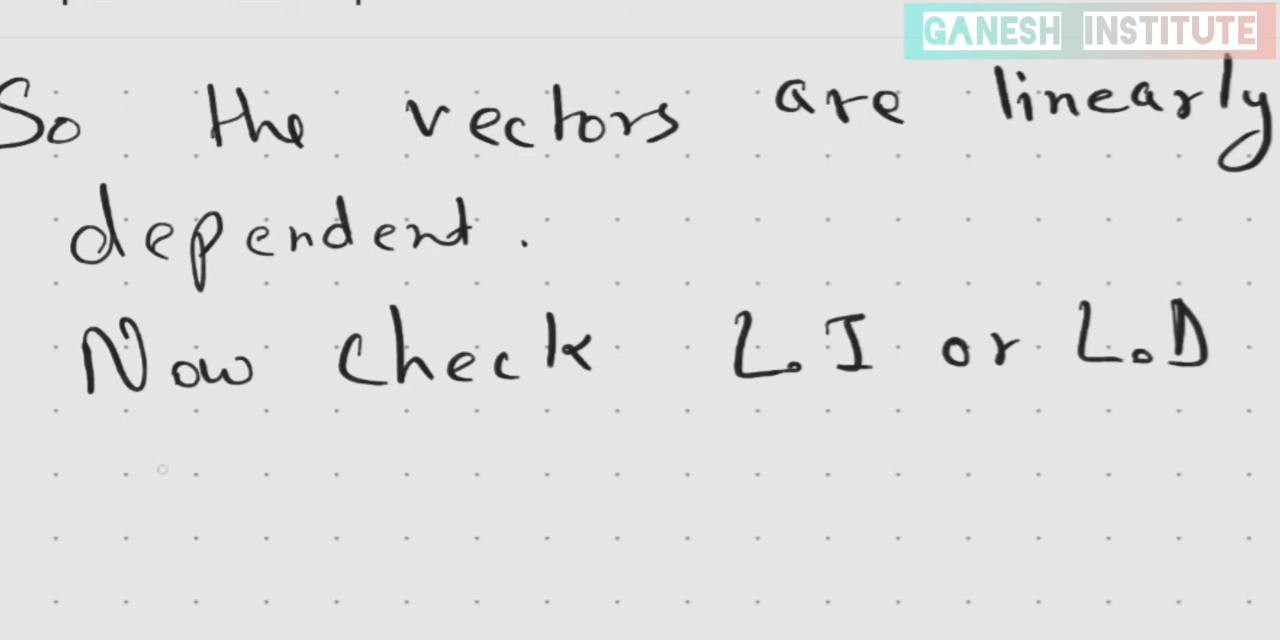 GANESH INSTITUTE
So the vectors are linearly
dependent.
Now check L.I or L.D